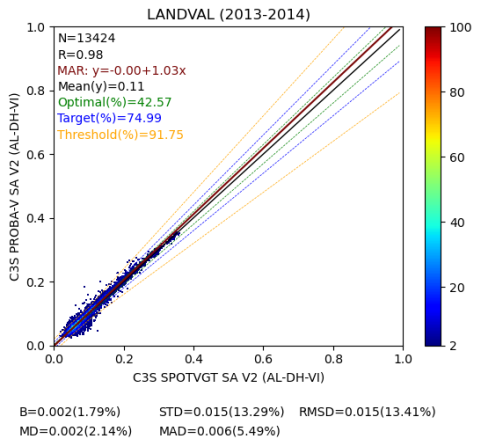 LANDVAL (2013-2014)
N=13424
R=0.98
MAR: y=-0.00+1.03x
Mean(y)=0.11
Optimal(%)=42.57
Target(%)=74.99
Threshold(%)=91.75
1.0
0.8
0.6
0.4
0.2
0.0
C3S PROBA-V SA V2 (AL-DH-VI)
0.0 0.2 0.4 0.6 0.8 1.0
C3S SPOTVGT SA V2 (AL-DH-VI)
100
80
60
40
20
2
B=0.002(1.79%) STD=0.015(13.29%) RMSD=0.015(13.41%)
MD=0.002(2.14%) MAD=0.006(5.49%)